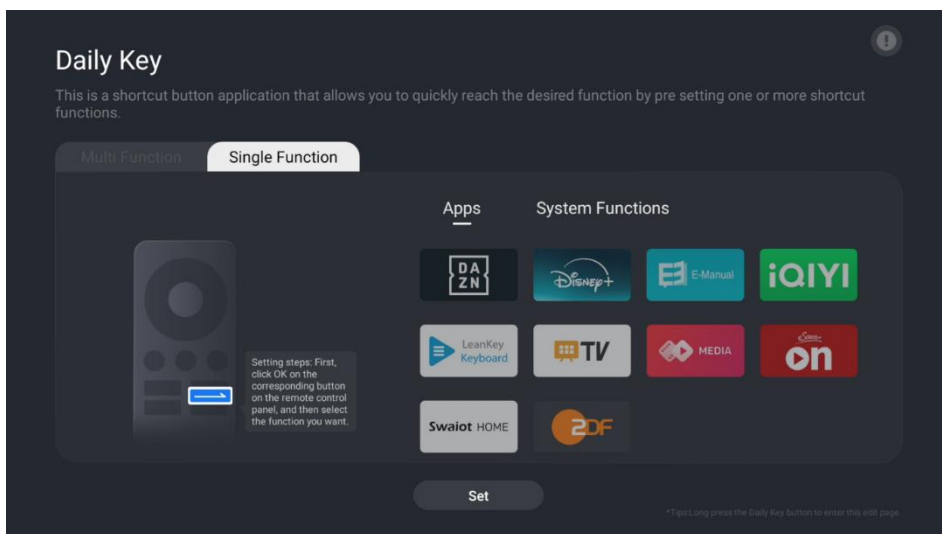 Daily Key
This is a shortcut button application that allows you to quickly reach the desired function by pre setting one or more shortcut
functions.
Multi Function
Single Function
Apps
System Functions
DA
ZN
Disney+
E-Manual
iQIYI
LeanKey
Keyboard
TV
MEDIA
on
Swaiot HOME
2DF
Setting steps: First,
click OK on the
corresponding button
on the remote control
panel, and then select
the function you want.
Set
*Tips:Long press the Daily Key button to enter this edit page.